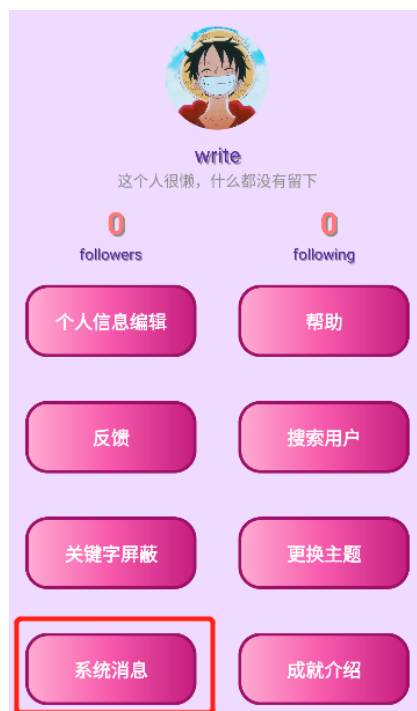 write
这个人很懒，什么都没有留下
0 0
followers following
个人信息编辑 帮助
反馈 搜索用户
关键字屏蔽 更换主题
系统消息 成就介绍